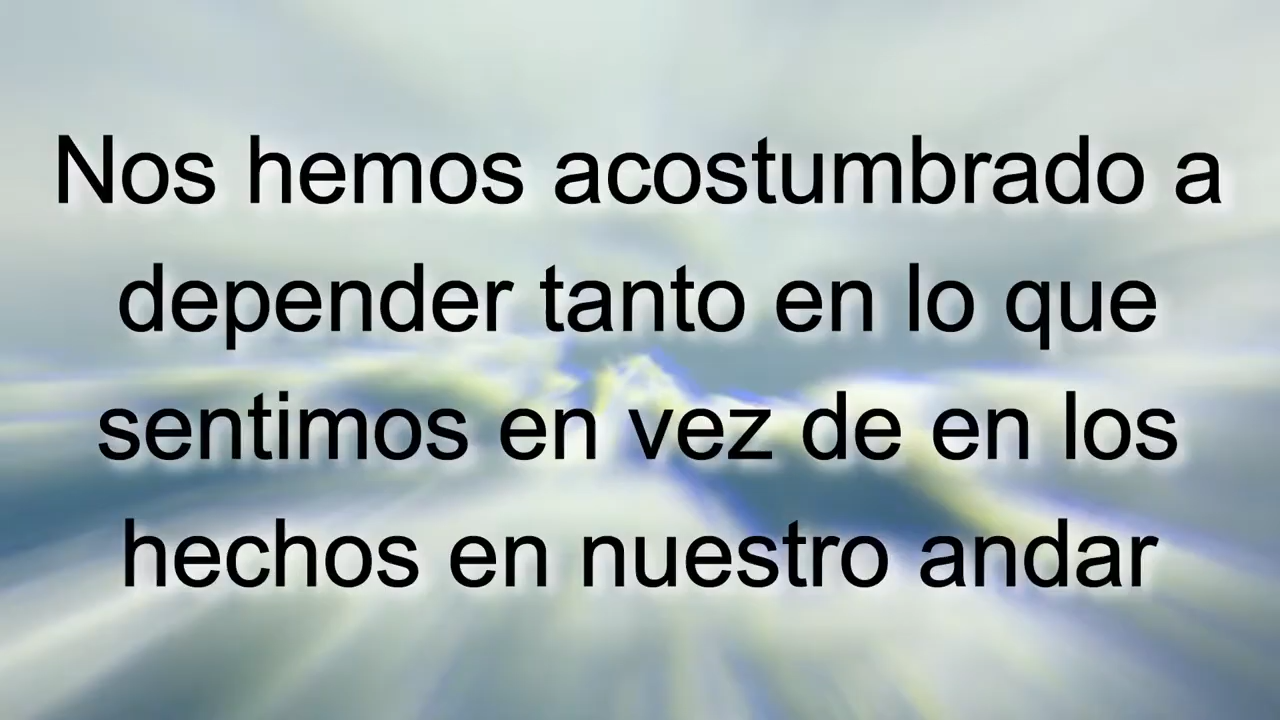 Nos hemos acostumbrado a
depender tanto en lo que
sentimos en vez de en los
hechos en nuestro andar